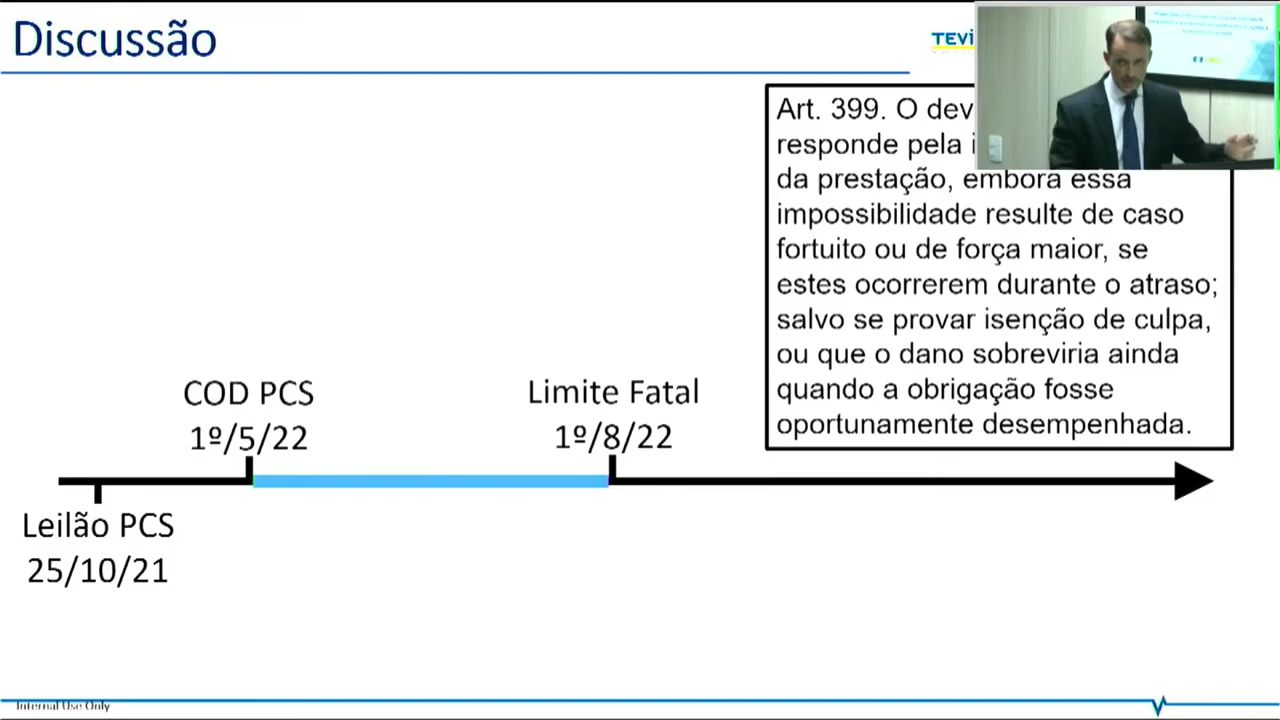 Discussão
TEVI
Art. 399. O dev
responde pela i
da prestação, embora essa
impossibilidade resulte de caso
fortuito ou de força maior, se
estes ocorrerem durante o atraso;
salvo se provar isenção de culpa,
ou que o dano sobreviria ainda
quando a obrigação fosse
oportunamente desempenhada.
COD PCS
1º/5/22
Limite Fatal
1º/8/22
Leilão PCS
25/10/21
Internal Use Only